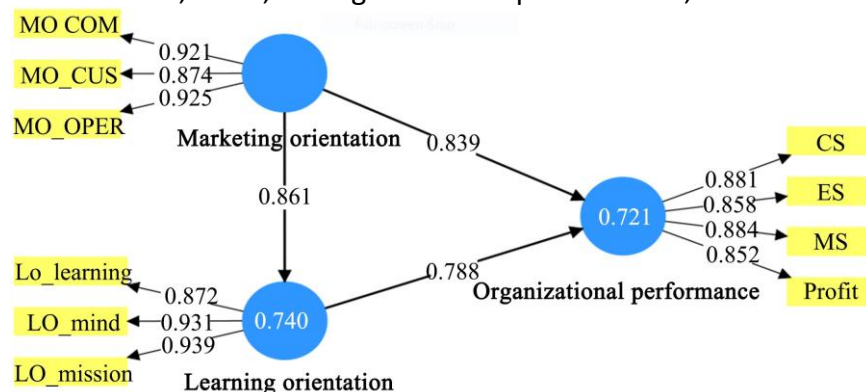 MO COM
0.921
MO_CUS
0.874
MO_OPER
0.925
Marketing orientation
0.839
CS
0.881
ES
0.858
0.861
0.721
0.884
MS
0.852
Lo_learning
0.788
Organizational performance
Profit
0.872
LO_mind
0.931
0.740
0.939
LO_mission
Learning orientation